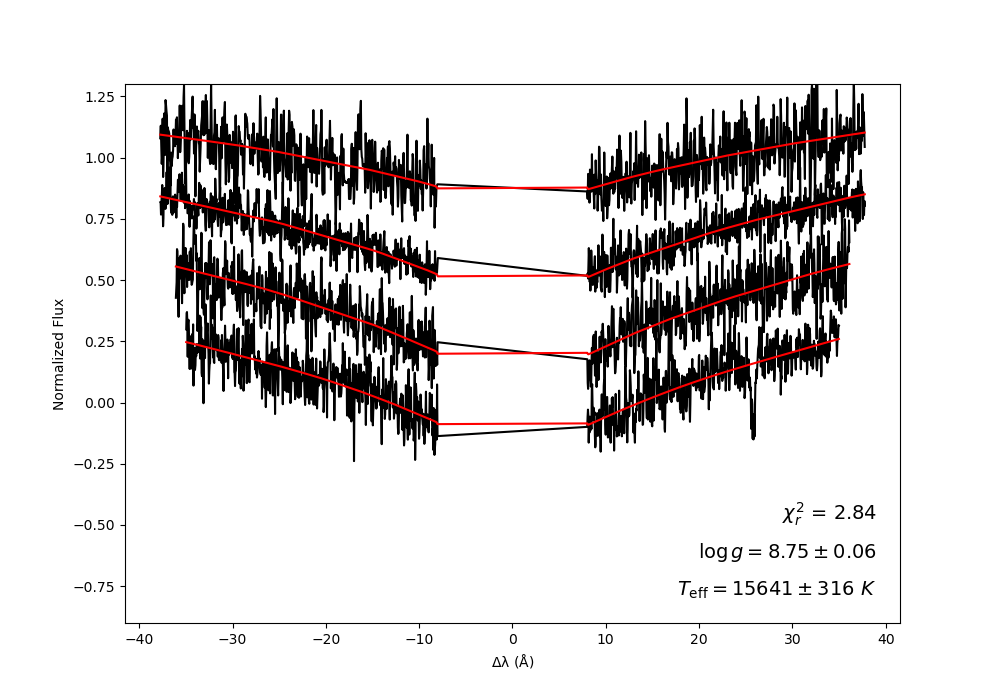 1.25
1.00
0.75
0.50
0.25
0.00
−0.25
−0.50
−0.75
Normalized Flux
χ²ᵣ = 2.84
log g = 8.75 ± 0.06
T_eff = 15641 ± 316 K
−40 −30 −20 −10 0 10 20 30 40
Δλ (Å)